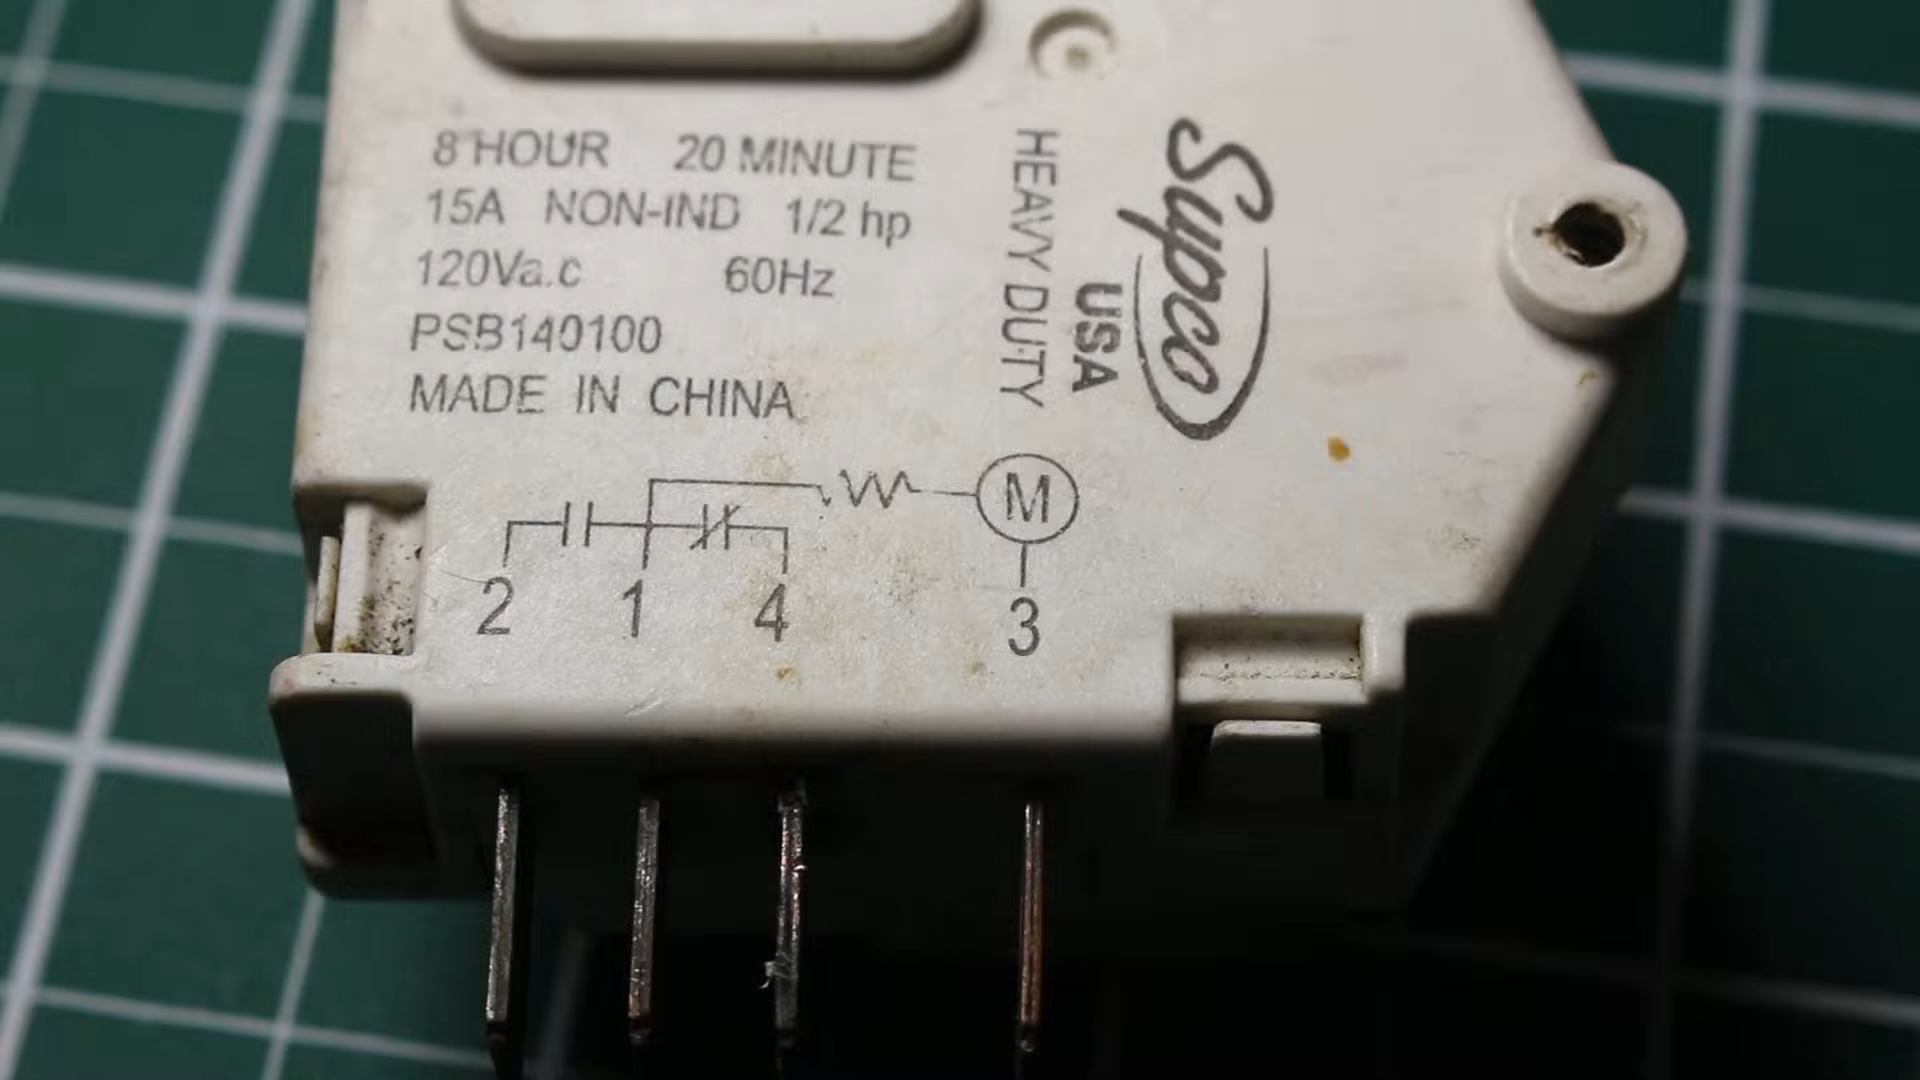 8 HOUR 20 MINUTE
15A NON-IND 1/2 hp
120Va.c 60Hz
PSB140100
MADE IN CHINA
HEAVY DUTY
USA
Supco
M
2 1 4 3